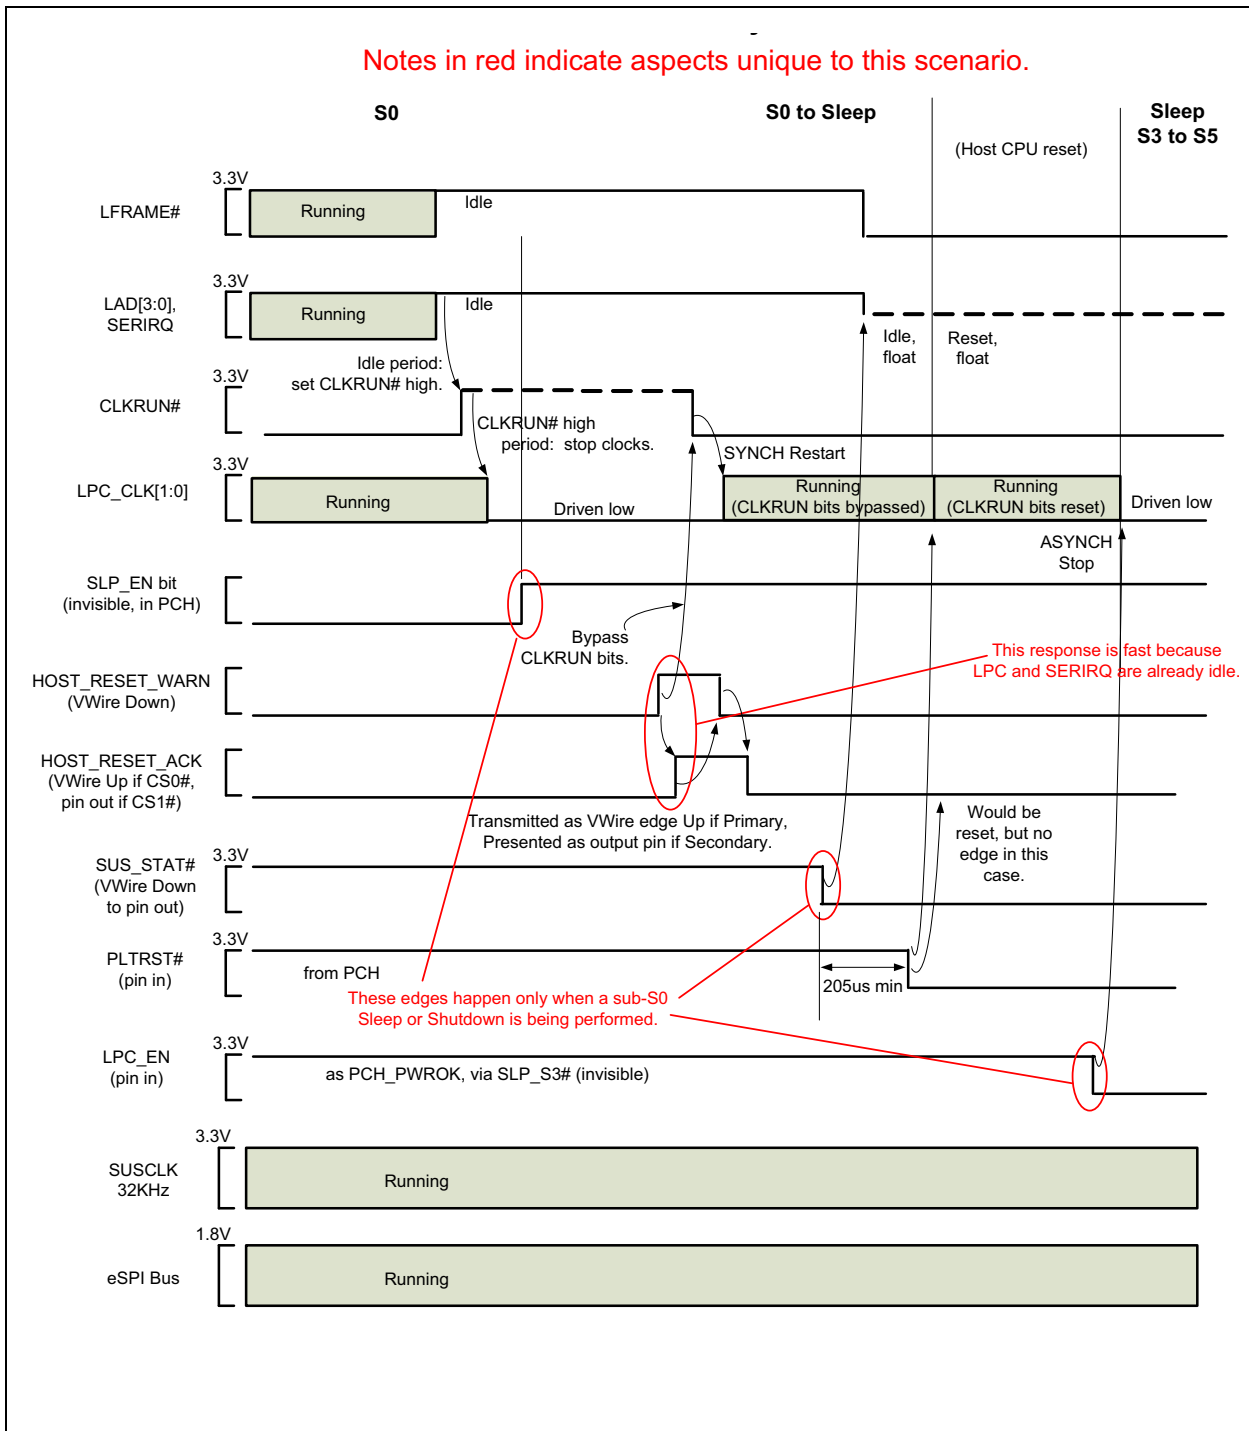 Notes in red indicate aspects unique to this scenario.
S0
S0 to Sleep
Sleep
S3 to S5
(Host CPU reset)
3.3V
LFRAME#
Running
Idle
3.3V
LAD[3:0],
SERIRQ
Running
Idle
Idle,
float
Reset,
float
Idle period:
set CLKRUN# high.
3.3V
CLKRUN#
CLKRUN# high
period: stop clocks.
SYNCH Restart
3.3V
LPC_CLK[1:0]
Running
Driven low
Running
(CLKRUN bits bypassed)
Running
(CLKRUN bits reset)
Driven low
ASYNCH
Stop
SLP_EN bit
(invisible, in PCH)
Bypass
CLKRUN bits.
This response is fast because
LPC and SERIRQ are already idle.
HOST_RESET_WARN
(VWire Down)
HOST_RESET_ACK
(VWire Up if CS0#,
pin out if CS1#)
Transmitted as VWire edge Up if Primary,
Presented as output pin if Secondary.
Would be
reset, but no
edge in this
case.
3.3V
SUS_STAT#
(VWire Down
to pin out)
3.3V
PLTRST#
(pin in)
from PCH
205us min
These edges happen only when a sub-S0
Sleep or Shutdown is being performed.
3.3V
LPC_EN
(pin in)
as PCH_PWROK, via SLP_S3# (invisible)
3.3V
SUSCLK
32KHz
Running
1.8V
eSPI Bus
Running